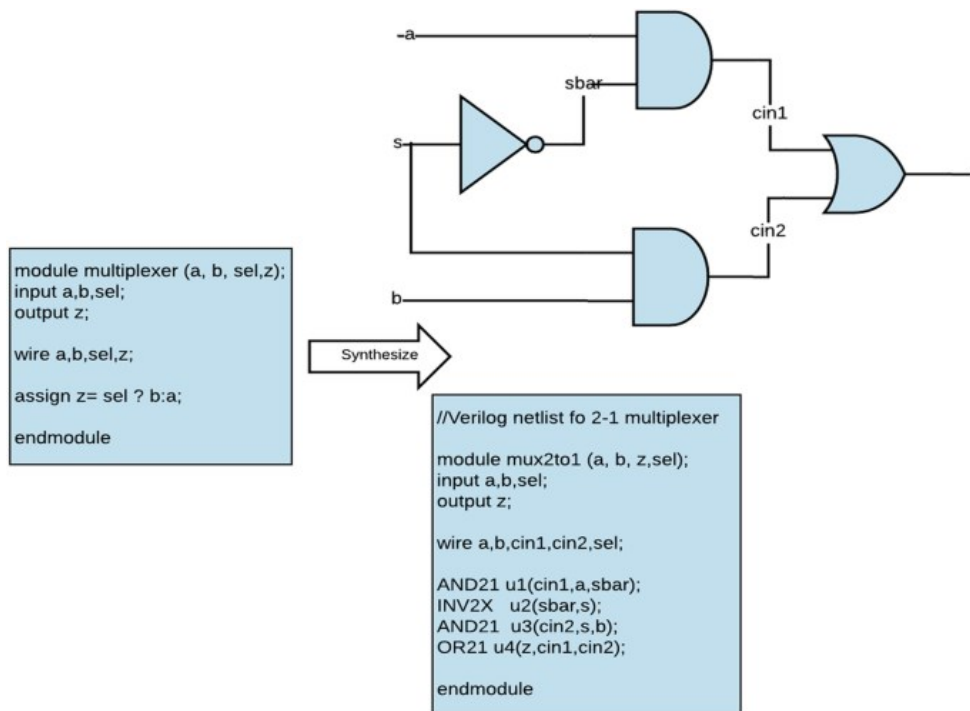 -a
sbar
cin1
s
cin2
b
module multiplexer (a, b, sel,z);
input a,b,sel;
output z;
wire a,b,sel,z;
assign z= sel ? b:a;
endmodule
Synthesize
//Verilog netlist fo 2-1 multiplexer
module mux2to1 (a, b, z,sel);
input a,b,sel;
output z;
wire a,b,cin1,cin2,sel;
AND21 u1(cin1,a,sbar);
INV2X u2(sbar,s);
AND21 u3(cin2,s,b);
OR21 u4(z,cin1,cin2);
endmodule